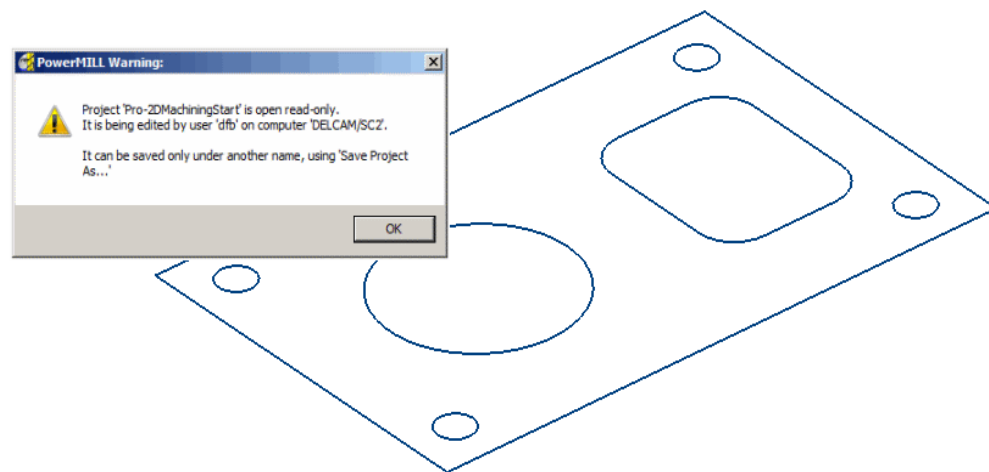 PowerMILL Warning:
Project 'Pro-2DMachiningStart' is open read-only.
It is being edited by user 'dfb' on computer 'DELCAM/SC2'.
It can be saved only under another name, using 'Save Project
As...'
OK